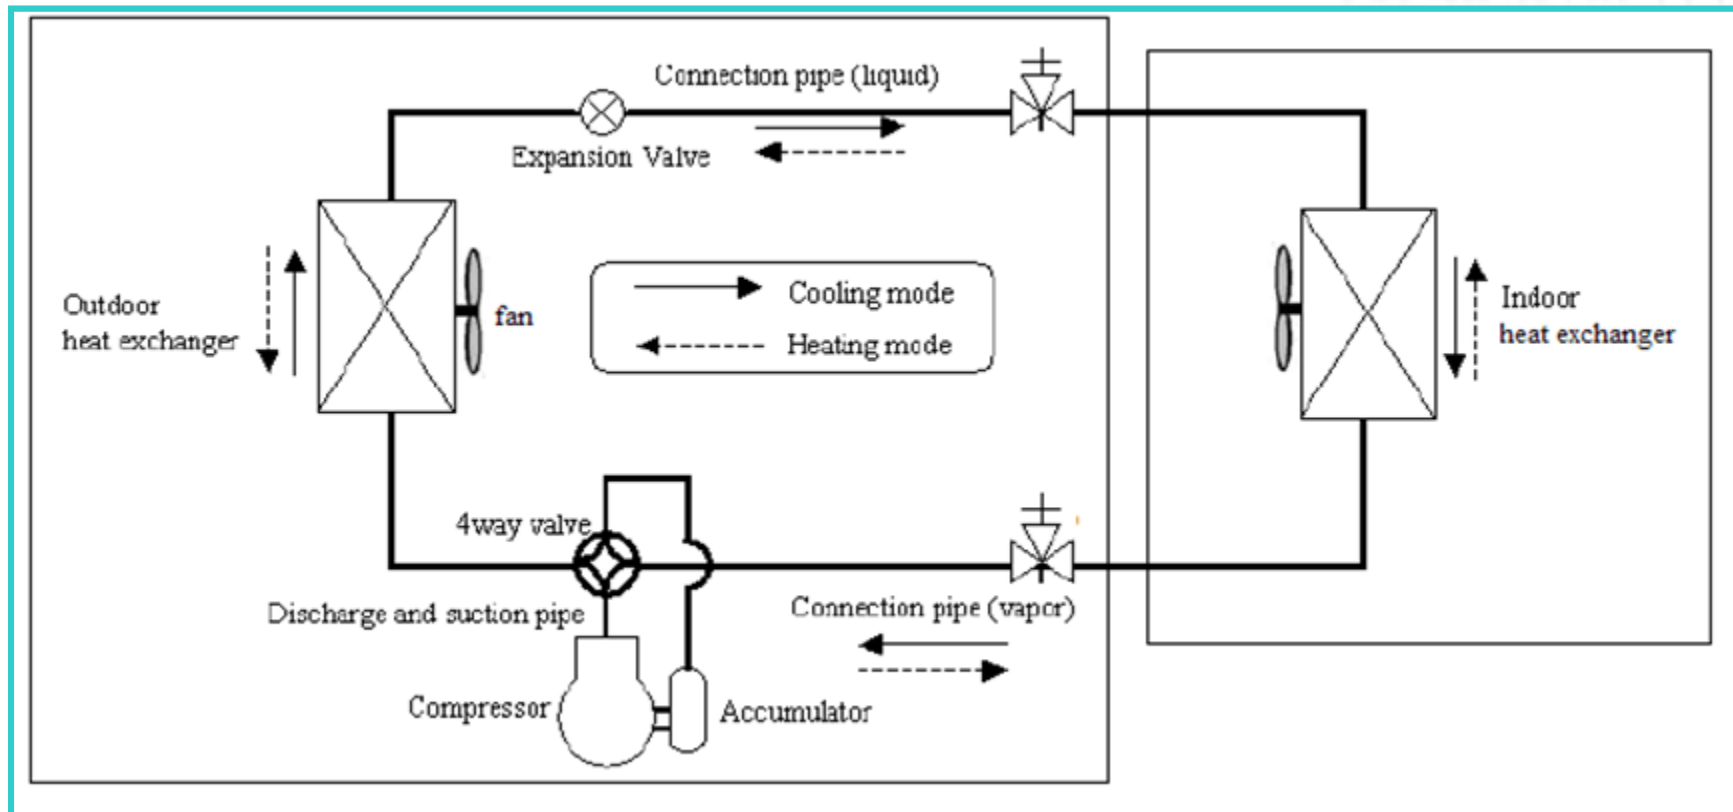 Connection pipe (liquid)
Expansion Valve
Outdoor
heat exchanger
fan
Cooling mode
Heating mode
Indoor
heat exchanger
4way valve
Discharge and suction pipe
Connection pipe (vapor)
Compressor
Accumulator